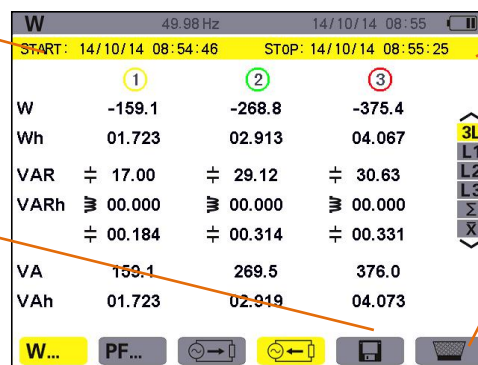 W 49.98 Hz 14/10/14 08:55
START: 14/10/14 08:54:46 STOP: 14/10/14 08:55:25
1 2 3
W -159.1 -268.8 -375.4
Wh 01.723 02.913 04.067
VAR 17.00 29.12 30.63
VARh 00.000 00.000 00.000
00.184 00.314 00.331
VA 159.1 269.5 376.0
VAh 01.723 02.919 04.073
3L
L1
L2
L3
Σ
X̄
W... PF...